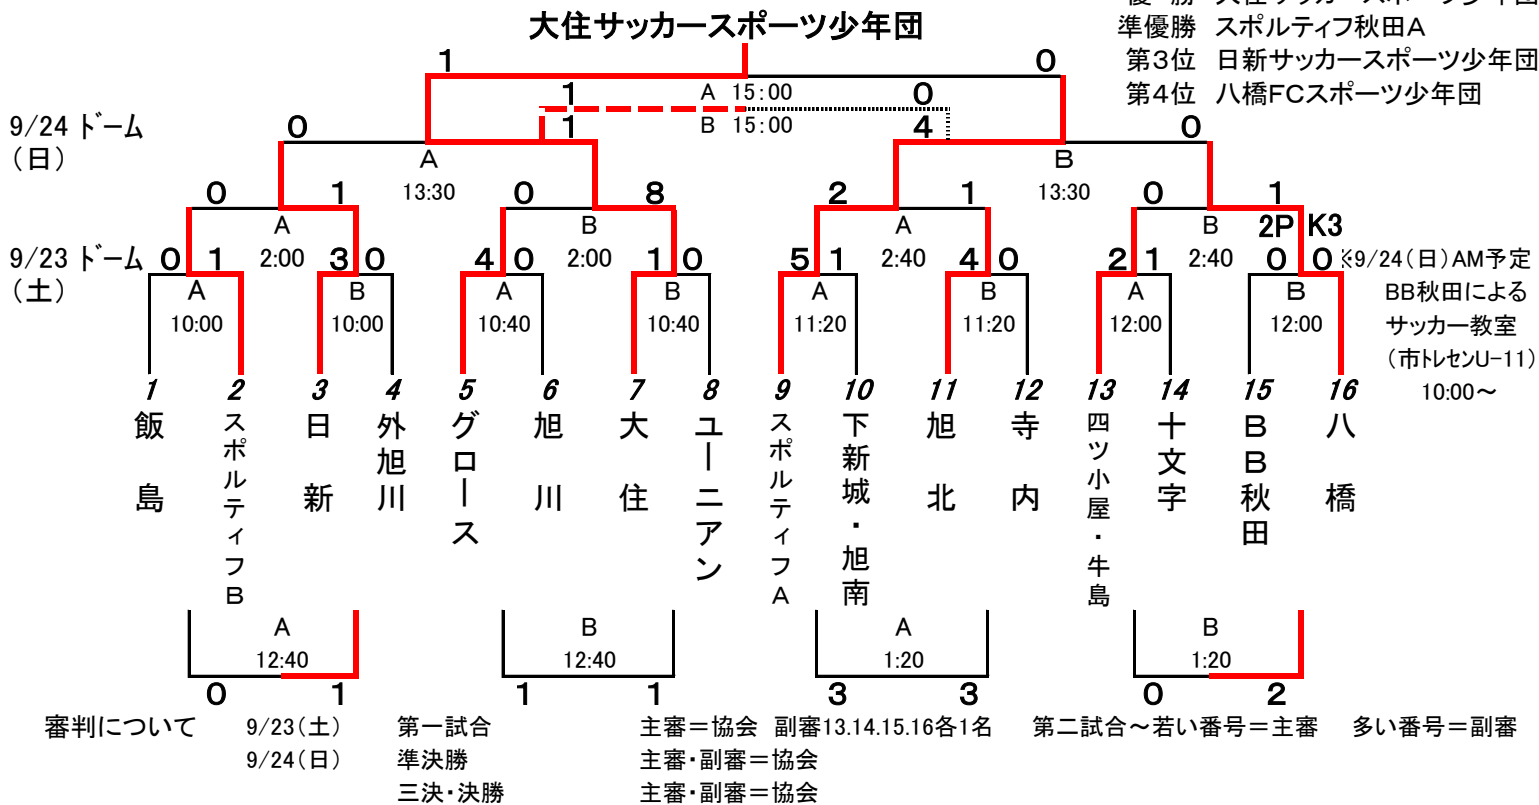 優　勝　大住サッカースポーツ少年団
大住サッカースポーツ少年団
準優勝　スポルティフ秋田A
第3位　日新サッカースポーツ少年団
第4位　八橋FCスポーツ少年団
1　0
A 15:00
1　0
B 15:00
9/24 ドーム
（日）
0　1　4　0
A　B
13:30　13:30
0　1　0　8　2　1　0　1
A　B　A　B
2P K3
2:00　2:00　2:40　2:40
9/23 ドーム
（土）
0 1　3 0　4 0　1 0　5 1　4 0　2 1　0 0
A　B　A　B　A　B　A　B
10:00　10:00　10:40　10:40　11:20　11:20　12:00　12:00
※9/24（日）AM予定
BB秋田による
サッカー教室
（市トレセンU-11）
10:00～
1　2　3　4　5　6　7　8　9　10　11　12　13　14　15　16
飯島
スポルティフB
日新
外旭川
グロース
旭川
大住
ユーニアン
スポルティフA
下新城・旭南
旭北
寺内
四ツ小屋・牛島
十文字
BB秋田
八橋
A　B　A　B
12:40　12:40　1:20　1:20
0　1　1　1　3　3　0　2
審判について　9/23（土）　第一試合　主審＝協会 副審13.14.15.16各1名　第二試合～若い番号＝主審　多い番号＝副審
9/24（日）　準決勝　主審・副審＝協会
三決・決勝　主審・副審＝協会